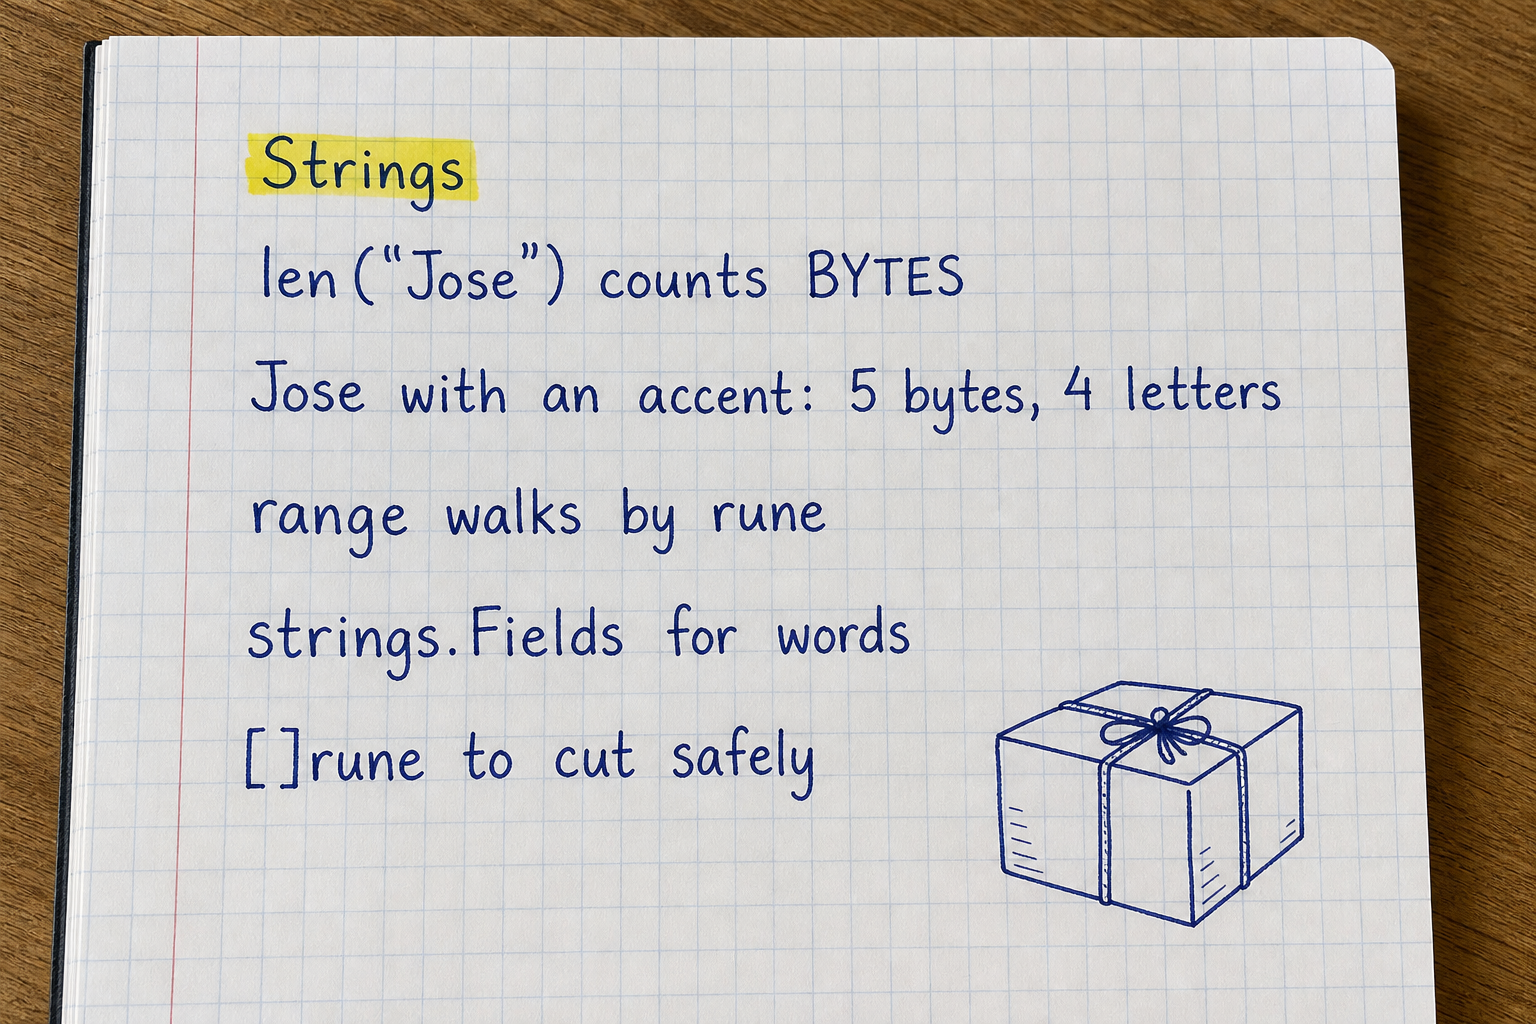 Strings
len(“Jose”) counts BYTES
Jose with an accent: 5 bytes, 4 letters
range walks by rune
strings.Fields for words
[]rune to cut safely